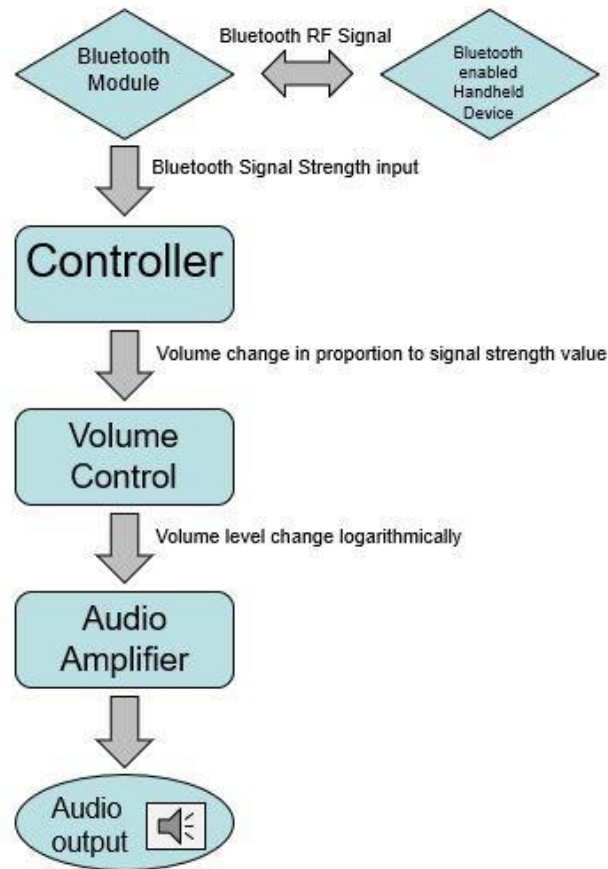 Bluetooth
Module
Bluetooth RF Signal
Bluetooth
enabled
Handheld
Device
Bluetooth Signal Strength input
Controller
Volume change in proportion to signal strength value
Volume
Control
Volume level change logarithmically
Audio
Amplifier
Audio
output